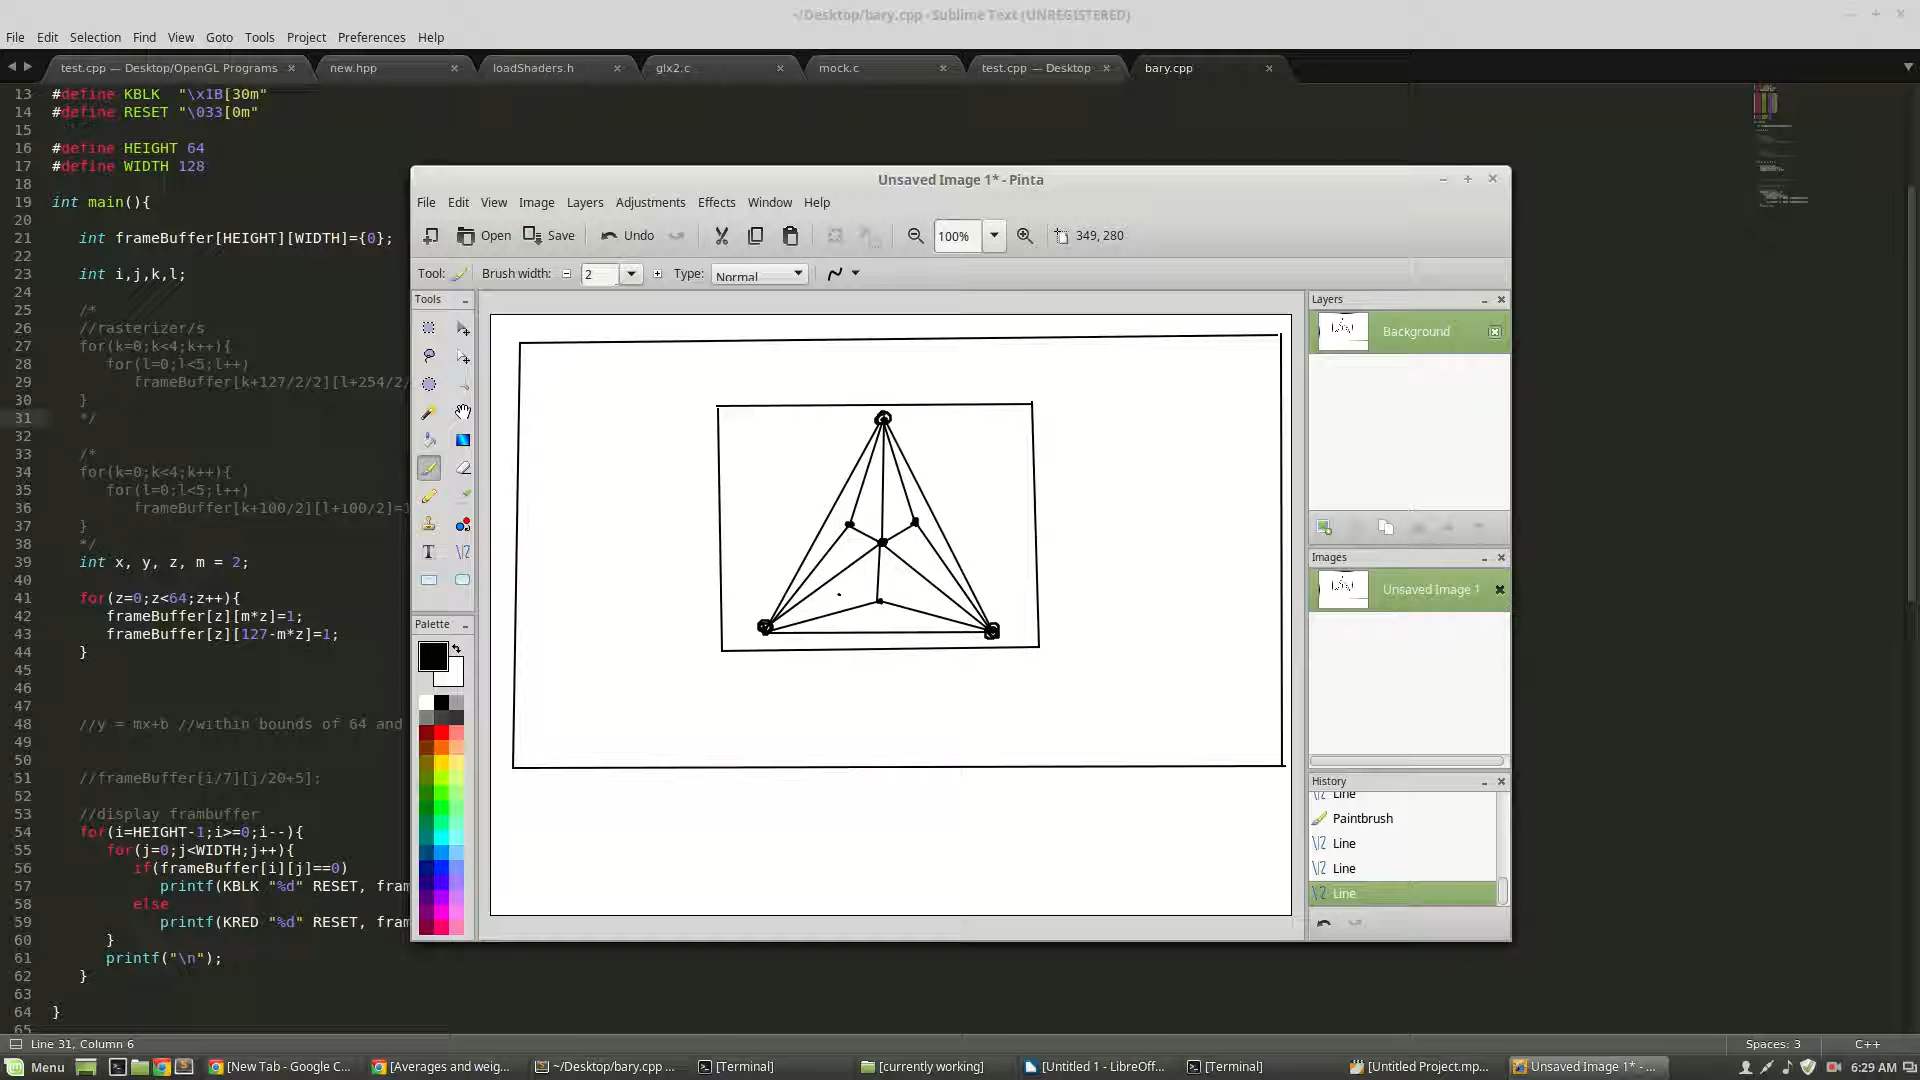 ~/Desktop/bary.cpp - Sublime Text (UNREGISTERED)
File Edit Selection Find View Goto Tools Project Preferences Help
test.cpp — Desktop/OpenGL Programs new.hpp loadShaders.h glx2.c mock.c test.cpp — Desktop bary.cpp
13 #define KBLK "\x1B[30m"
14 #define RESET "\033[0m"
15
16 #define HEIGHT 64
17 #define WIDTH 128
18
19 int main(){
20
21 int frameBuffer[HEIGHT][WIDTH]={0};
22
23 int i,j,k,l;
24
25 /*
26 //rasterizer/s
27 for(k=0;k<4;k++){
28 for(l=0;l<5;l++)
29 frameBuffer[k+127/2/2][l+254/2/
30 }
31 */
32
33 /*
34 for(k=0;k<4;k++){
35 for(l=0;l<5;l++)
36 frameBuffer[k+100/2][l+100/2]=
37 }
38 */
39 int x, y, z, m = 2;
40
41 for(z=0;z<64;z++){
42 frameBuffer[z][m*z]=1;
43 frameBuffer[z][127-m*z]=1;
44 }
45
46
47
48 //y = mx+b //within bounds of 64 and
49
50
51 //frameBuffer[i/7][j/20+5];
52
53 //display frambuffer
54 for(i=HEIGHT-1;i>=0;i--){
55 for(j=0;j<WIDTH;j++){
56 if(frameBuffer[i][j]==0)
57 printf(KBLK "%d" RESET, fram
58 else
59 printf(KRED "%d" RESET, fram
60 }
61 printf("\n");
62 }
63
64 }
65
Unsaved Image 1* - Pinta
File Edit View Image Layers Adjustments Effects Window Help
Open Save Undo 100% 349, 280
Tool: Brush width: 2 Type: Normal
Tools
Palette
Layers
Background
Images
Unsaved Image 1
History
Line
Paintbrush
Line
Line
Line
Line 31, Column 6 Spaces: 3 C++
Menu [New Tab - Google C... [Averages and weig... ~/Desktop/bary.cpp ... [Terminal] [currently working] [Untitled 1 - LibreOff... [Terminal] [Untitled Project.mp... Unsaved Image 1* - ... 6:29 AM